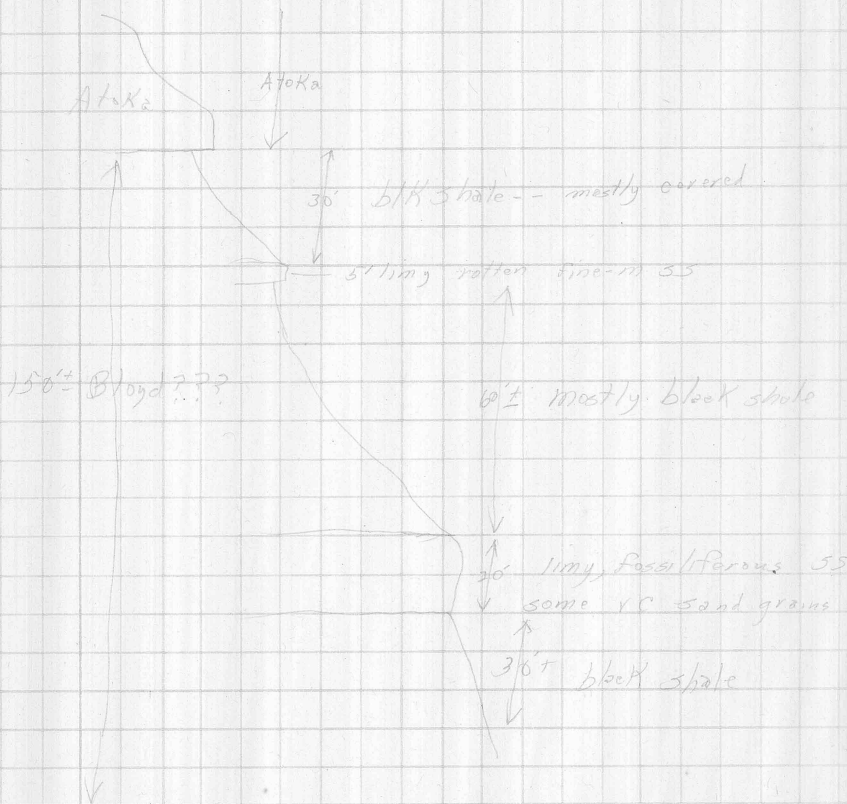 Atoka
Atoka
30' blk shale -- mostly covered
5' limy rotten fine-m ss
150'± Bloyd???
60'± mostly black shale
20' limy, fossiliferous ss
some vc sand grains
30'+ black shale